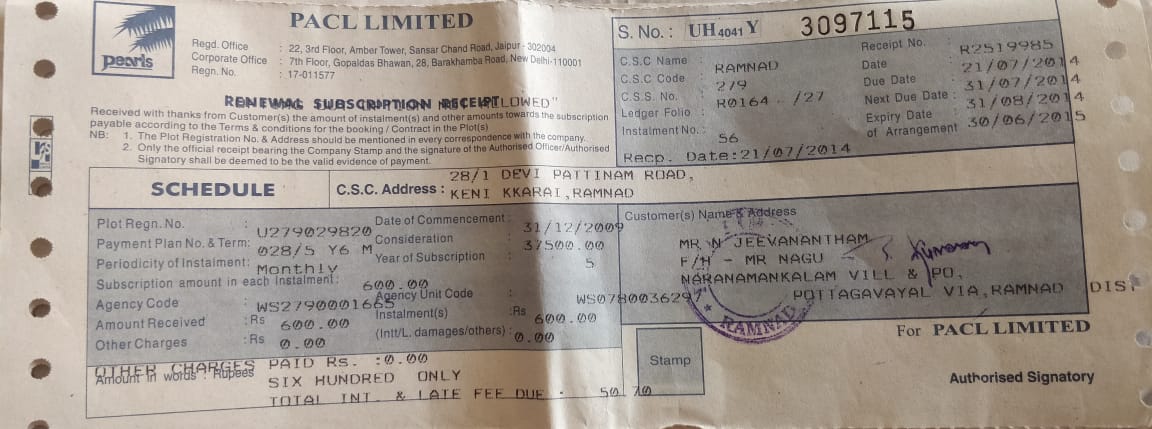 pearls
PACL LIMITED
Regd. Office : 22, 3rd Floor, Amber Tower, Sansar Chand Road, Jaipur - 302004
Corporate Office : 7th Floor, Gopaldas Bhawan, 28, Barakhamba Road, New Delhi-110001
Regn. No. : 17-011577
S. No. : UH 4041 Y 3097115
C.S.C Name : RAMNAD
C.S.C Code : 279
C.S.S. No. : R0164 /27
Ledger Folio :
Instalment No. : 56
Recp. Date:21/07/2014
Receipt No. R2519985
Date 21/07/2014
Due Date : 31/07/2014
Next Due Date : 31/08/2014
Expiry Date of Arrangement : 30/06/2015
RENEWAL SUBSCRIPTION RECEIPT
Received with thanks from Customer(s) the amount of instalment(s) and other amounts towards the subscription
payable according to the Terms & conditions for the booking / Contract in the Plot(s)
NB: 1. The Plot Registration No. & Address should be mentioned in every correspondence with the company.
2. Only the official receipt bearing the Company Stamp and the signature of the Authorised Officer/Authorised
Signatory shall be deemed to be the valid evidence of payment.
SCHEDULE
C.S.C. Address : 28/1 DEVI PATTINAM ROAD,
KENI KKARAI,RAMNAD
Plot Regn. No. : U279029820
Date of Commencement : 31/12/2009
Payment Plan No. & Term: 028/5 Y6 M
Consideration : 37500.00
Periodicity of Instalment: Monthly
Year of Subscription : 5
Subscription amount in each Instalment: 600.00
Agency Code : WS2790001665
Agency Unit Code : WS0780036297
Amount Received : Rs 600.00
Instalment(s) : Rs 600.00
Other Charges : Rs 0.00
(Intt/L. damages/others) : 0.00
Customer(s) Name & Address
MR N JEEVANANTHAM
F/H - MR NAGU
NARANAMANKALAM VILL & PO,
POTTAGAVAYAL VIA,RAMNAD DIS
RAMNAD
OTHER CHARGES PAID Rs. :0.00
Amount in words : Rupees SIX HUNDRED ONLY
TOTAL INT. & LATE FEE DUE : 50 70
Stamp
For PACL LIMITED
Authorised Signatory